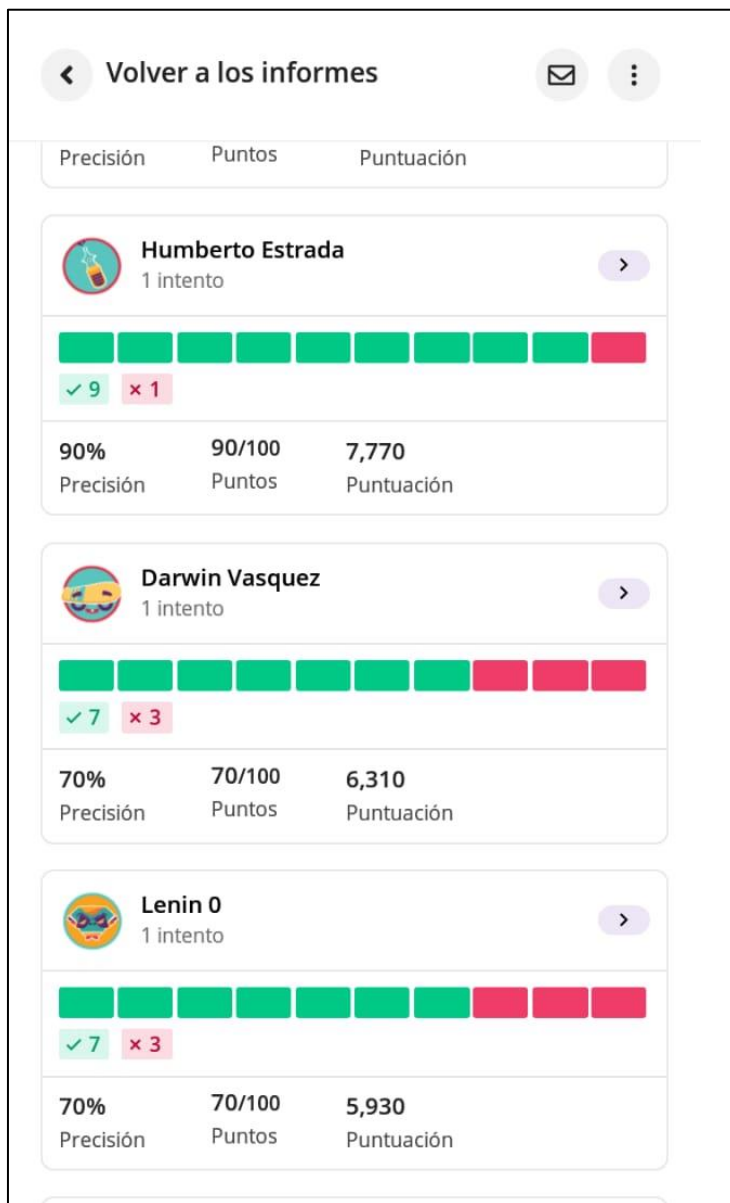 Volver a los informes
Precisión Puntos Puntuación
Humberto Estrada
1 intento
✓ 9 × 1
90% 90/100 7,770
Precisión Puntos Puntuación
Darwin Vasquez
1 intento
✓ 7 × 3
70% 70/100 6,310
Precisión Puntos Puntuación
Lenin 0
1 intento
✓ 7 × 3
70% 70/100 5,930
Precisión Puntos Puntuación